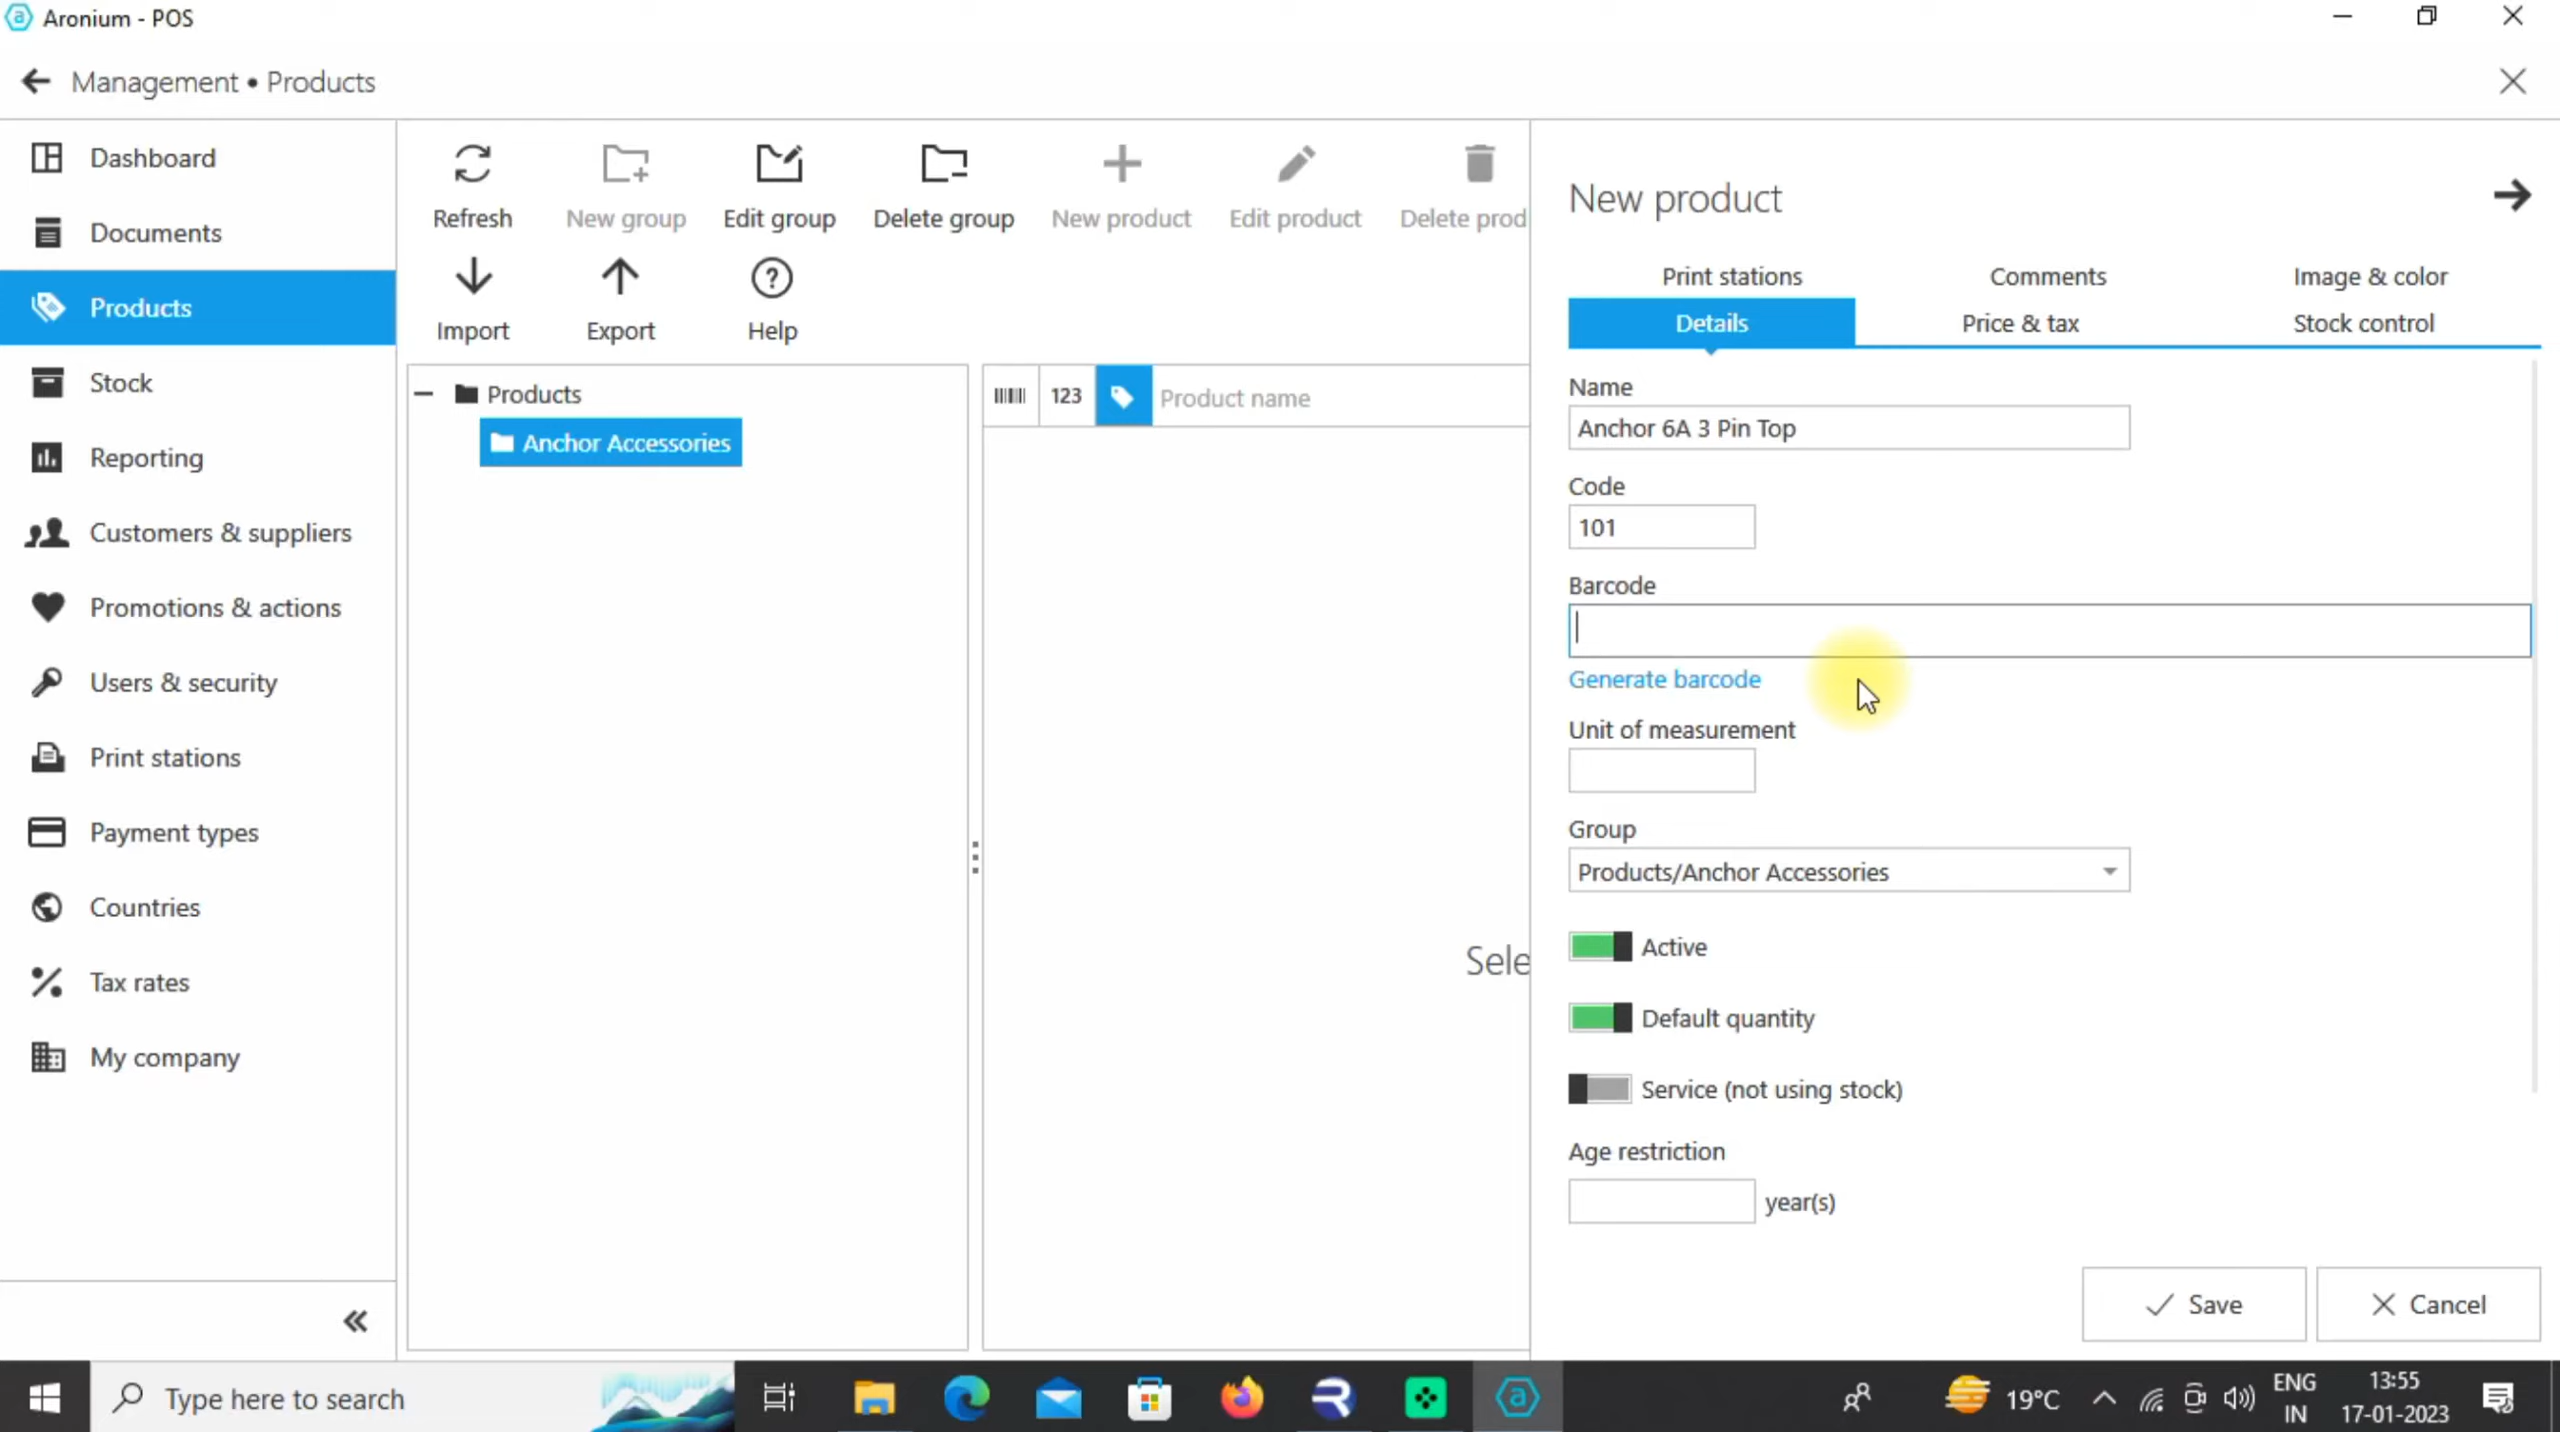 Aronium - POS
Management • Products
Dashboard
Documents
Products
Stock
Reporting
Customers & suppliers
Promotions & actions
Users & security
Print stations
Payment types
Countries
Tax rates
My company
Refresh
New group
Edit group
Delete group
New product
Edit product
Delete prod
Import
Export
Help
Products
Anchor Accessories
123
Product name
Sele
New product
Print stations
Comments
Image & color
Details
Price & tax
Stock control
Name
Anchor 6A 3 Pin Top
Code
101
Barcode
Generate barcode
Unit of measurement
Group
Products/Anchor Accessories
Active
Default quantity
Service (not using stock)
Age restriction
year(s)
Save
Cancel
Type here to search
19°C
ENG
IN
13:55
17-01-2023